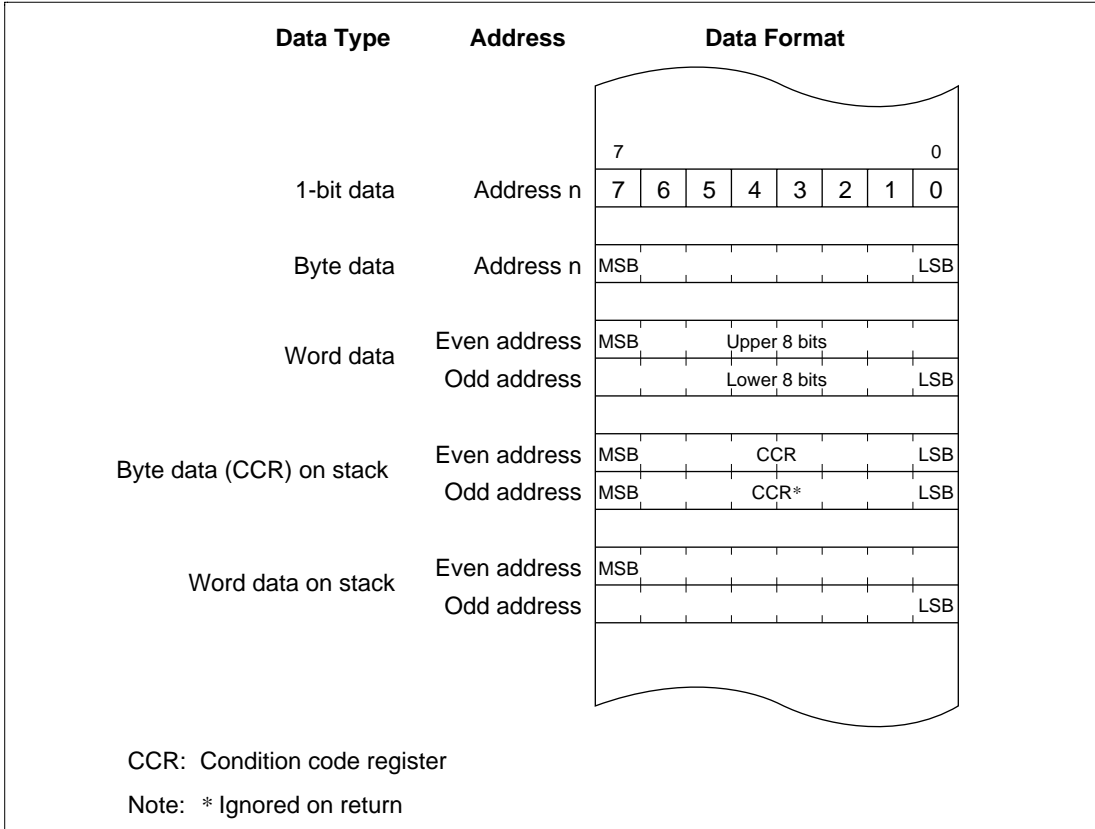 Data Type Address Data Format
7 0
1-bit data Address n 7 6 5 4 3 2 1 0
Byte data Address n MSB LSB
Word data
Even address MSB Upper 8 bits
Odd address Lower 8 bits LSB
Byte data (CCR) on stack
Even address MSB CCR LSB
Odd address MSB CCR* LSB
Word data on stack
Even address MSB
Odd address LSB
CCR: Condition code register
Note: * Ignored on return